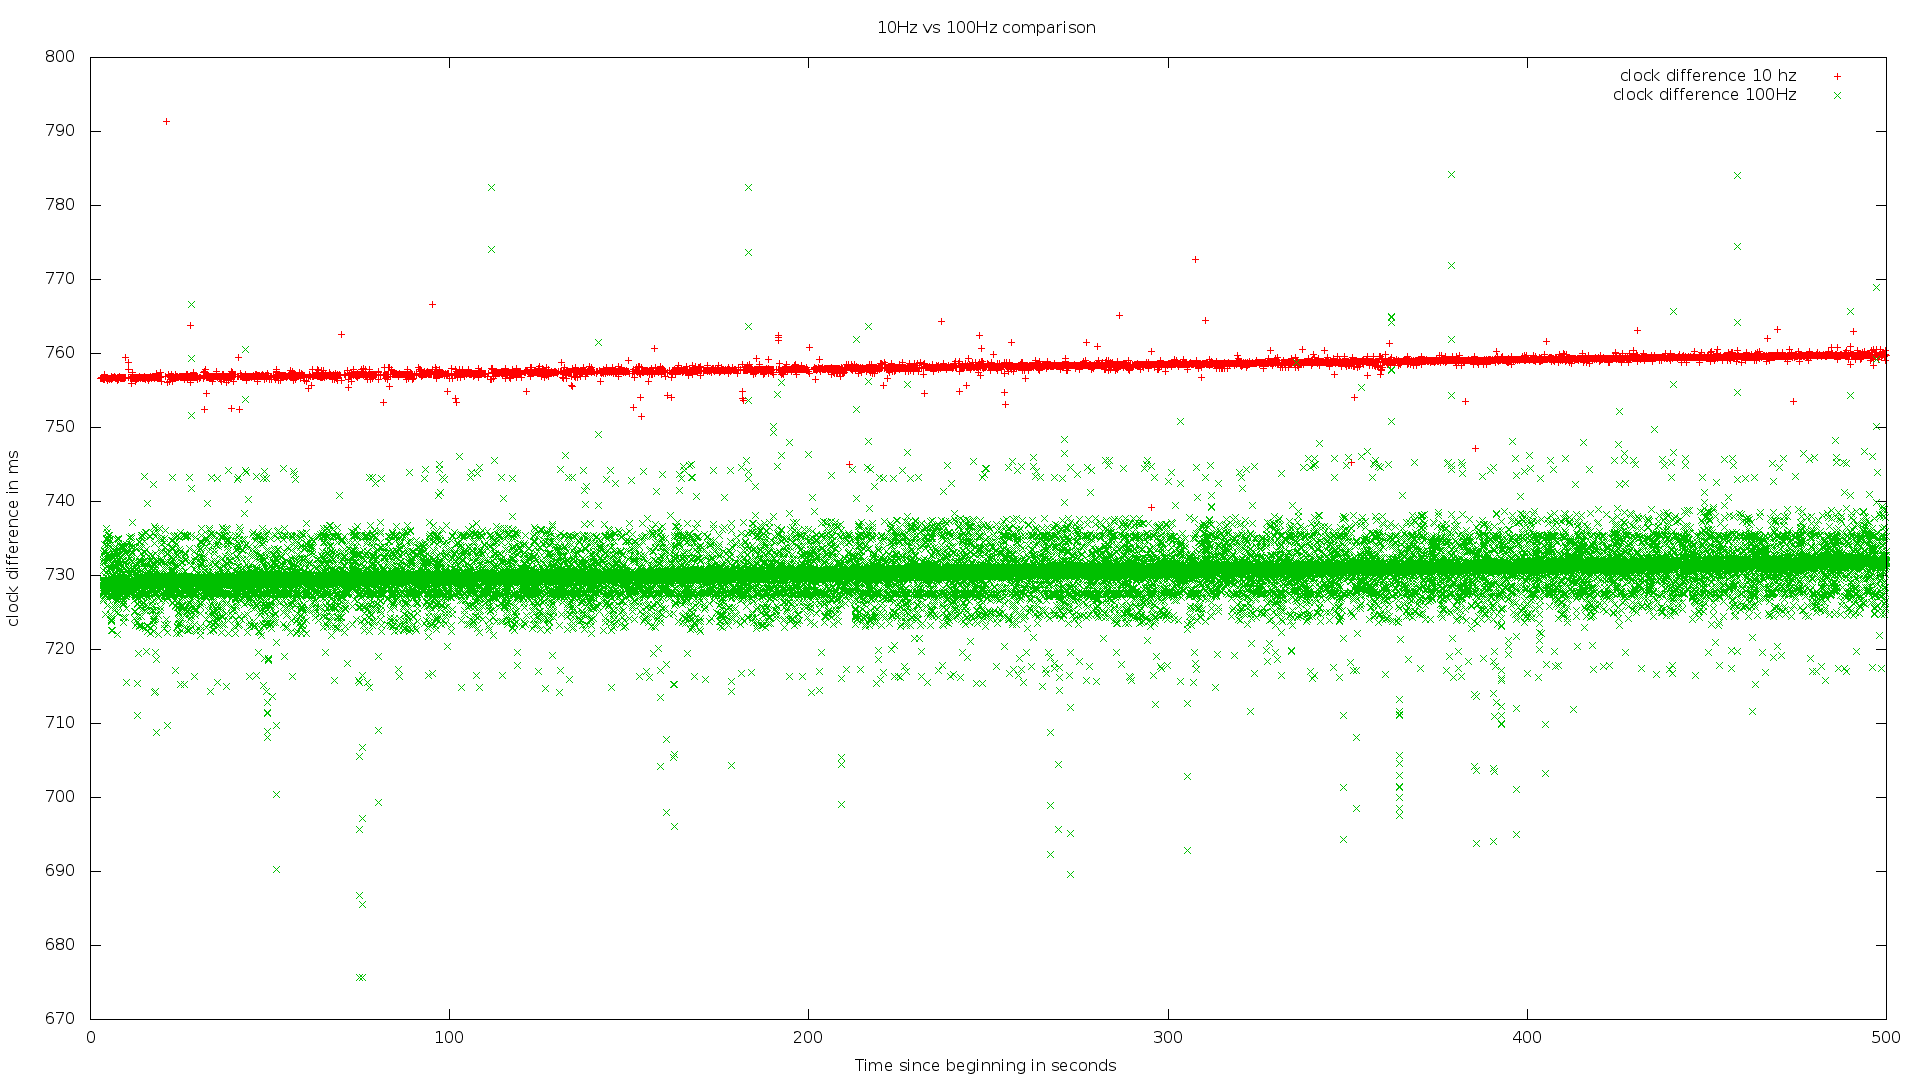 10Hz vs 100Hz comparison
clock difference 10 hz
clock difference 100Hz
800
790
780
770
760
750
740
730
720
710
700
690
680
670
clock difference in ms
0 100 200 300 400 500
Time since beginning in seconds